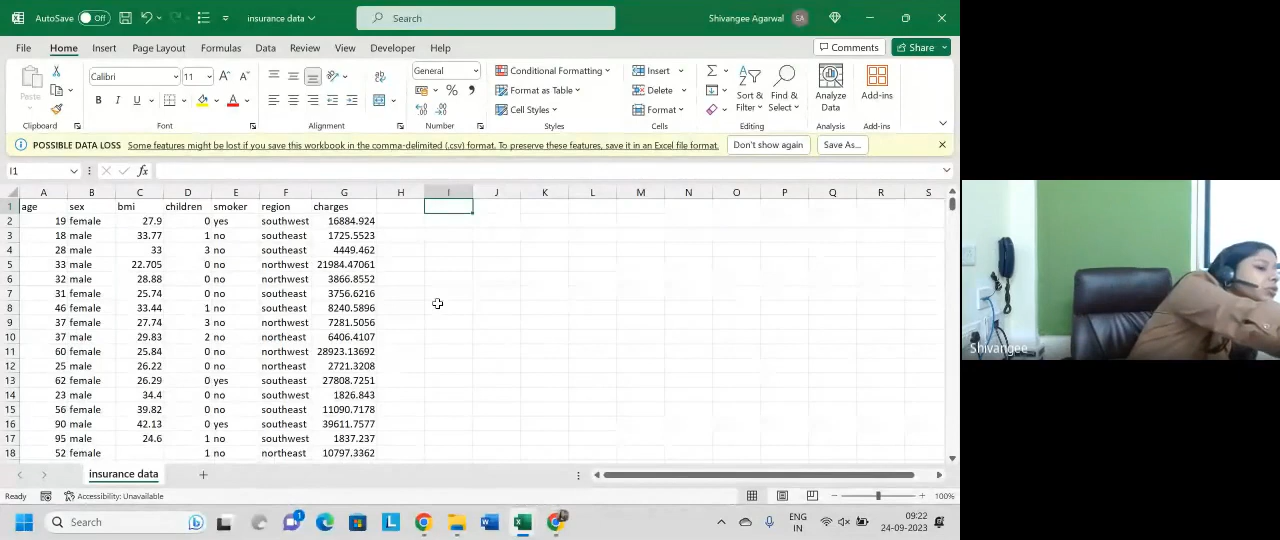 AutoSave Off insurance data Search Shivangee Agarwal SA
File Home Insert Page Layout Formulas Data Review View Developer Help Comments Share
Paste Calibri 11 A A ab General Conditional Formatting Insert Sort & Filter Find & Select Analyze Data Add-ins
B I U A % Format as Table Delete
Cell Styles Format
Clipboard Font Alignment Number Styles Cells Editing Analysis Add-ins
POSSIBLE DATA LOSS Some features might be lost if you save this workbook in the comma-delimited (.csv) format. To preserve these features, save it in an Excel file format. Don't show again Save As...
I1 fx
A B C D E F G H I J K L M N O P Q R S
1 age sex bmi children smoker region charges
2 19 female 27.9 0 yes southwest 16884.924
3 18 male 33.77 1 no southeast 1725.5523
4 28 male 33 3 no southeast 4449.462
5 33 male 22.705 0 no northwest 21984.47061
6 32 male 28.88 0 no northwest 3866.8552
7 31 female 25.74 0 no southeast 3756.6216
8 46 female 33.44 1 no southeast 8240.5896
9 37 female 27.74 3 no northwest 7281.5056
10 37 male 29.83 2 no northeast 6406.4107
11 60 female 25.84 0 no northwest 28923.13692
12 25 male 26.22 0 no northeast 2721.3208
13 62 female 26.29 0 yes southeast 27808.7251
14 23 male 34.4 0 no southwest 1826.843
15 56 female 39.82 0 no southeast 11090.7178
16 90 male 42.13 0 yes southeast 39611.7577
17 95 male 24.6 1 no southwest 1837.237
18 52 female 1 no northeast 10797.3362
insurance data
Ready Accessibility: Unavailable 100%
Search ENG IN 09:22 24-09-2023
Shivangee